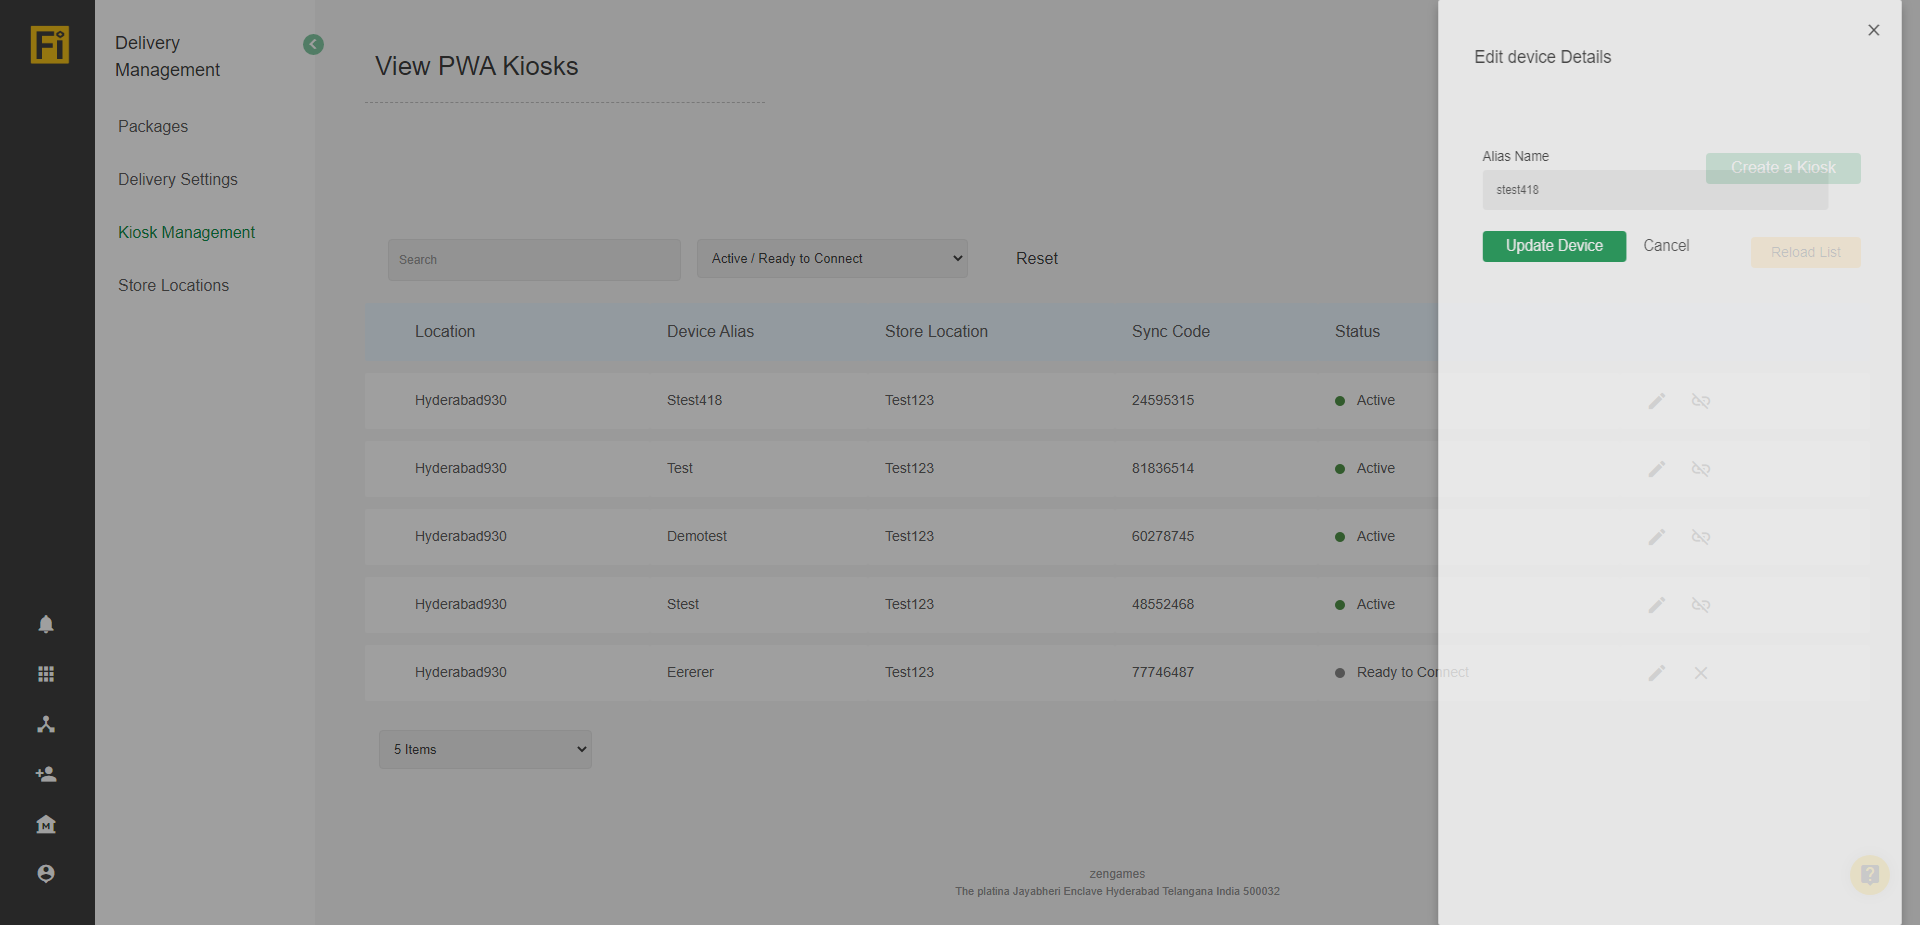 Fi
Delivery
Management
Packages
Delivery Settings
Kiosk Management
Store Locations
View PWA Kiosks
Search
Active / Ready to Connect
Reset
Location Device Alias Store Location Sync Code Status
Hyderabad930 Stest418 Test123 24595315 Active
Hyderabad930 Test Test123 81836514 Active
Hyderabad930 Demotest Test123 60278745 Active
Hyderabad930 Stest Test123 48552468 Active
Hyderabad930 Eererer Test123 77746487 Ready to Connect
5 Items
zengames
The platina Jayabheri Enclave Hyderabad Telangana India 500032
Edit device Details
Alias Name
Create a Kiosk
stest418
Update Device
Cancel
Reload List